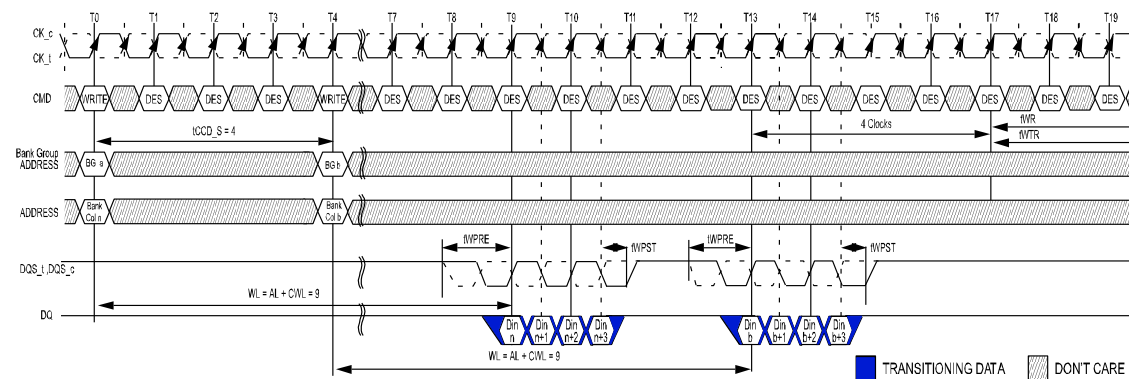 T0 T1 T2 T3 T4 T7 T8 T9 T10 T11 T12 T13 T14 T15 T16 T17 T18 T19
CK_c
CK_t
CMD WRITE DES DES DES WRITE DES DES DES DES DES DES DES DES DES DES DES DES DES
tCCD_S = 4 4 Clocks tWR
tWTR
Bank Group
ADDRESS BG a BG b
ADDRESS Bank Col n Bank Col b
tWPRE tWPST tWPRE tWPST
DQS_t ,DQS_c
WL = AL + CWL = 9
DQ Din n Din n+1 Din n+2 Din n+3 Din b Din b+1 Din b+2 Din b+3
WL = AL + CWL = 9
TRANSITIONING DATA DON'T CARE